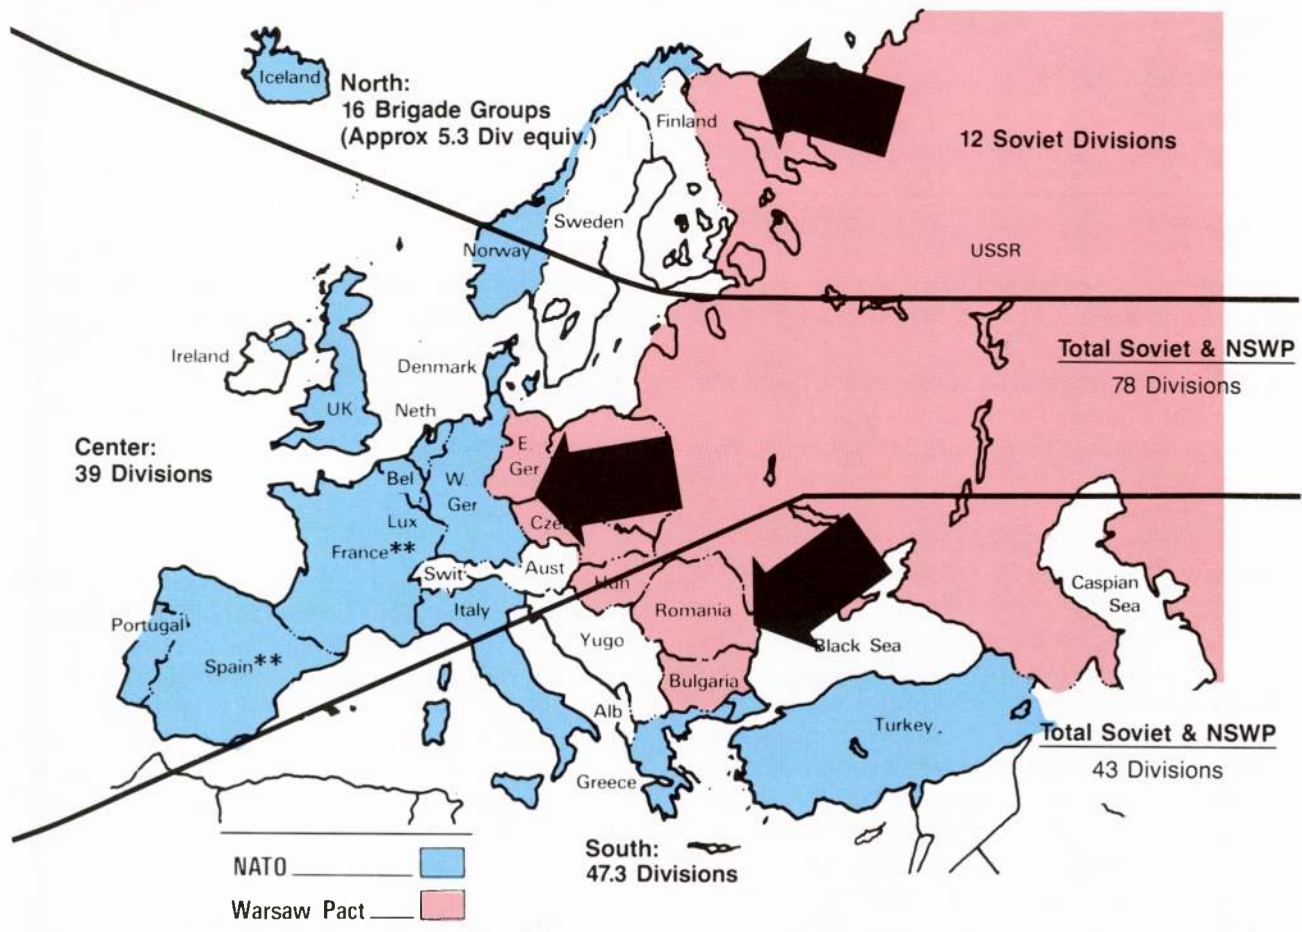 Iceland
North:
16 Brigade Groups
(Approx 5.3 Div equiv.)
Finland
12 Soviet Divisions
Sweden
Norway
USSR
Ireland
Denmark
Total Soviet & NSWP
78 Divisions
UK
Neth
Center:
39 Divisions
E.
Ger
Bel
W.
Ger
Lux
France**
Swit
Aust
Hun
Caspian
Sea
Italy
Romania
Portugal
Yugo
Black Sea
Spain**
Bulgaria
Alb
Turkey
Total Soviet & NSWP
43 Divisions
Greece
South:
47.3 Divisions
NATO
Warsaw Pact